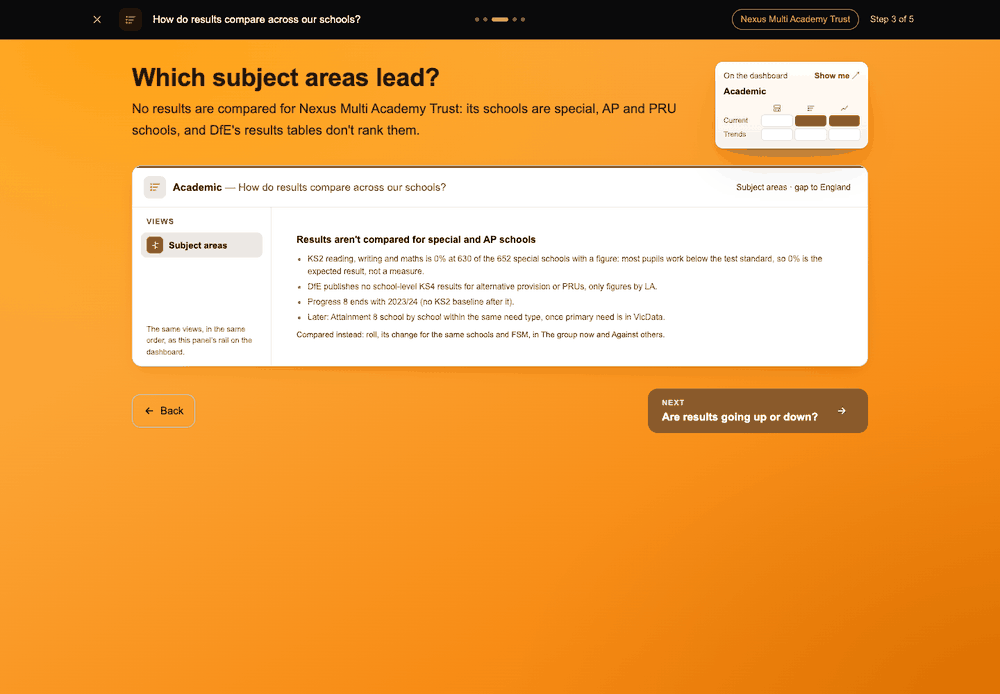 How do results compare across our schools?
Nexus Multi Academy Trust
Step 3 of 5
Which subject areas lead?
No results are compared for Nexus Multi Academy Trust: its schools are special, AP and PRU
schools, and DfE's results tables don't rank them.
On the dashboard
Show me
Academic
Current
Trends
Academic — How do results compare across our schools?
Subject areas · gap to England
VIEWS
Subject areas
The same views, in the same
order, as this panel's rail on the
dashboard.
Results aren't compared for special and AP schools
• KS2 reading, writing and maths is 0% at 630 of the 652 special schools with a figure: most pupils work below the test standard, so 0% is the
expected result, not a measure.
• DfE publishes no school-level KS4 results for alternative provision or PRUs, only figures by LA.
• Progress 8 ends with 2023/24 (no KS2 baseline after it).
• Later: Attainment 8 school by school within the same need type, once primary need is in VicData.
Compared instead: roll, its change for the same schools and FSM, in The group now and Against others.
Back
NEXT
Are results going up or down?